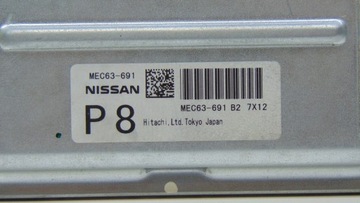 MEC63-691
NISSAN
MEC63-691 B2 7X12
P8
Hitachi,Ltd.Tokyo Japan